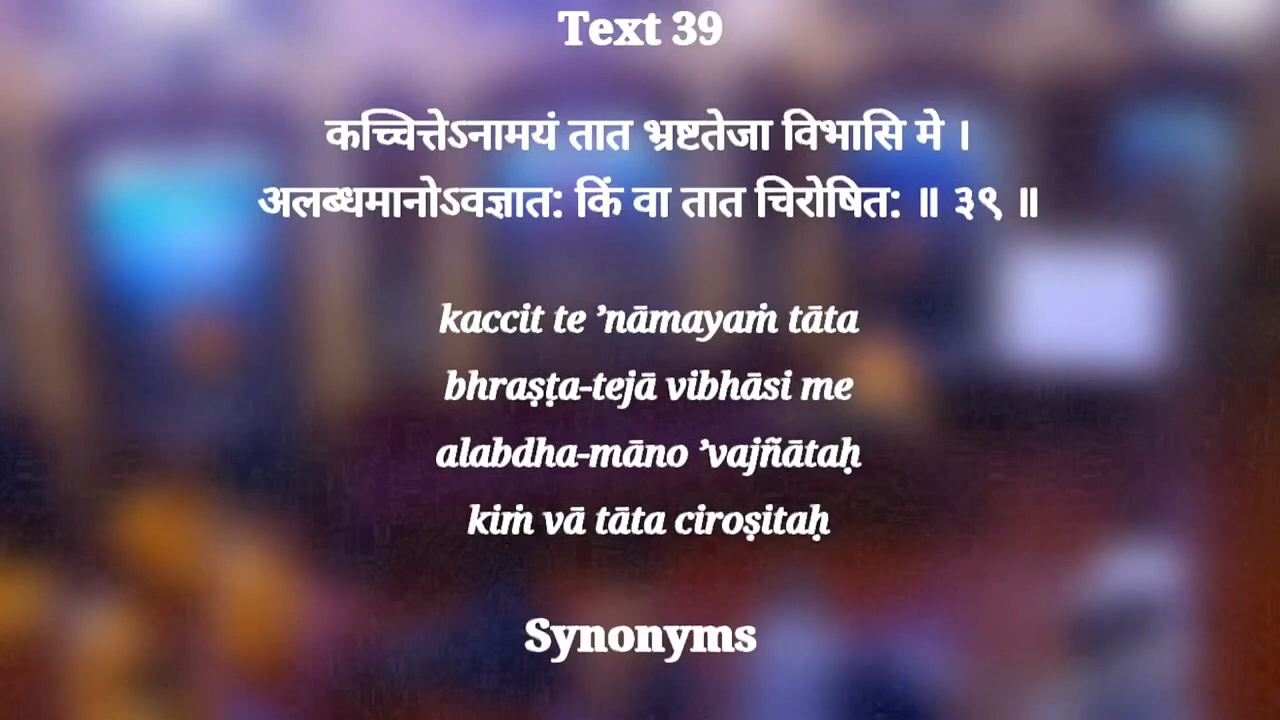 Text 39
कच्चित्तेऽनामयं तात भ्रष्टतेजा विभासि मे ।
अलब्धमानोऽवज्ञात: किं वा तात चिरोषित: ॥ ३९ ॥
kaccit te ’nāmayaṁ tāta
bhraṣṭa-tejā vibhāsi me
alabdha-māno ’vajñātaḥ
kiṁ vā tāta ciroṣitaḥ
Synonyms